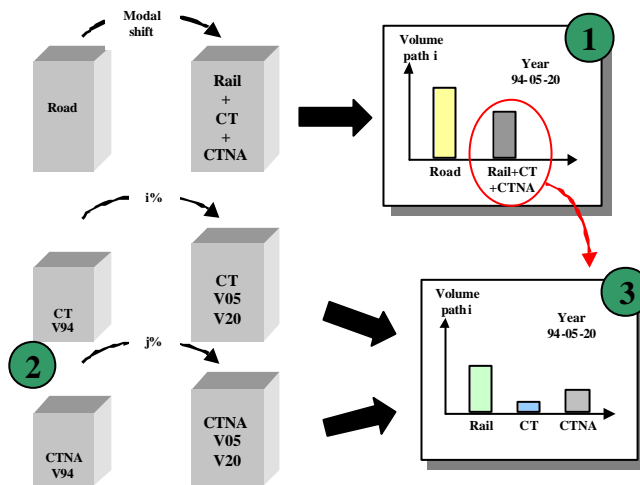 Modal
shift
Road
Rail
+
CT
+
CTNA
1
Volume
path i
Year
94-05-20
Road
Rail+CT
+CTNA
i%
CT
V94
CT
V05
V20
2
j%
CTNA
V94
CTNA
V05
V20
3
Volume
path i
Year
94-05-20
Rail
CT
CTNA